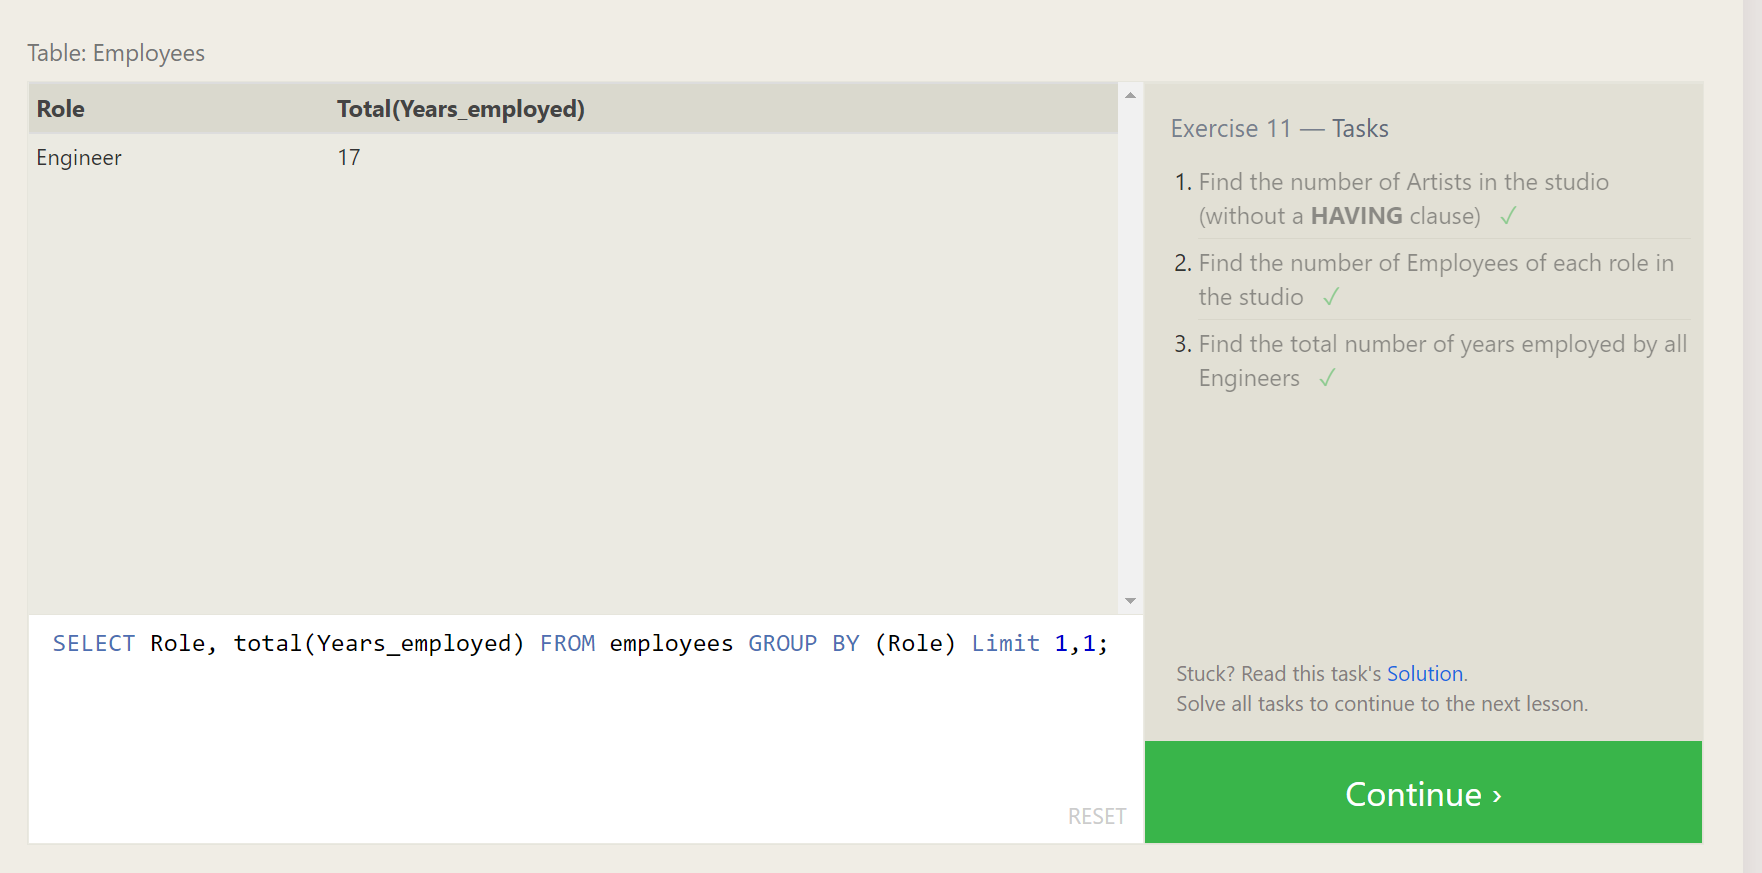 Table: Employees
Role Total(Years_employed)
Engineer 17
SELECT Role, total(Years_employed) FROM employees GROUP BY (Role) Limit 1,1;
RESET
Exercise 11 — Tasks
1. Find the number of Artists in the studio
(without a HAVING clause) ✓
2. Find the number of Employees of each role in
the studio ✓
3. Find the total number of years employed by all
Engineers ✓
Stuck? Read this task's Solution.
Solve all tasks to continue to the next lesson.
Continue ›